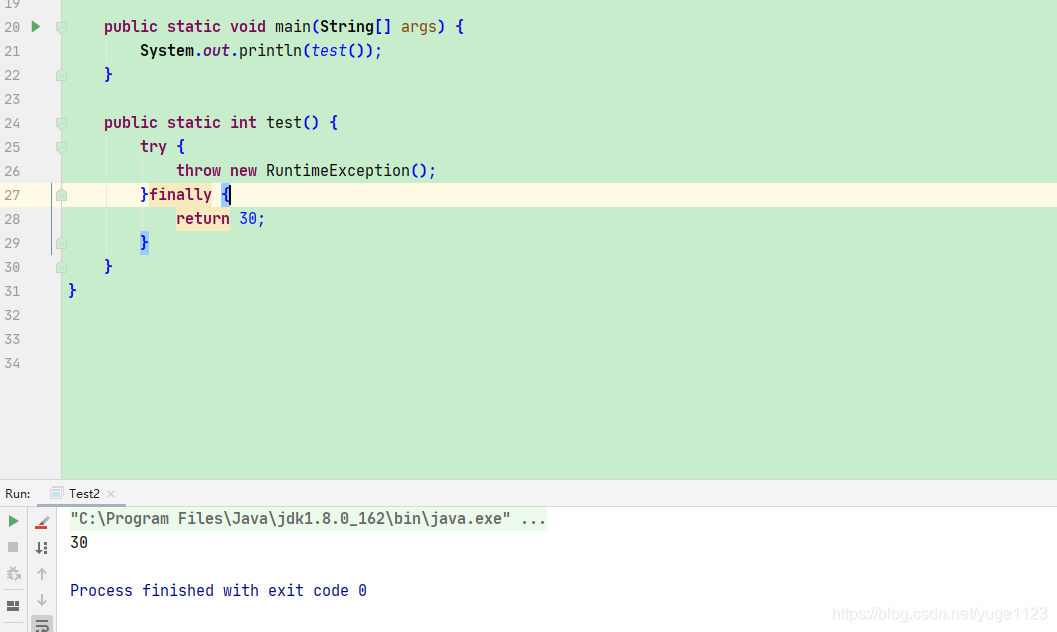 19
20 public static void main(String[] args) {
21 System.out.println(test());
22 }
23
24 public static int test() {
25 try {
26 throw new RuntimeException();
27 }finally {
28 return 30;
29 }
30 }
31 }
32
33
34
Run: Test2
"C:\Program Files\Java\jdk1.8.0_162\bin\java.exe" ...
30
Process finished with exit code 0
https://blog.csdn.net/yuge1123